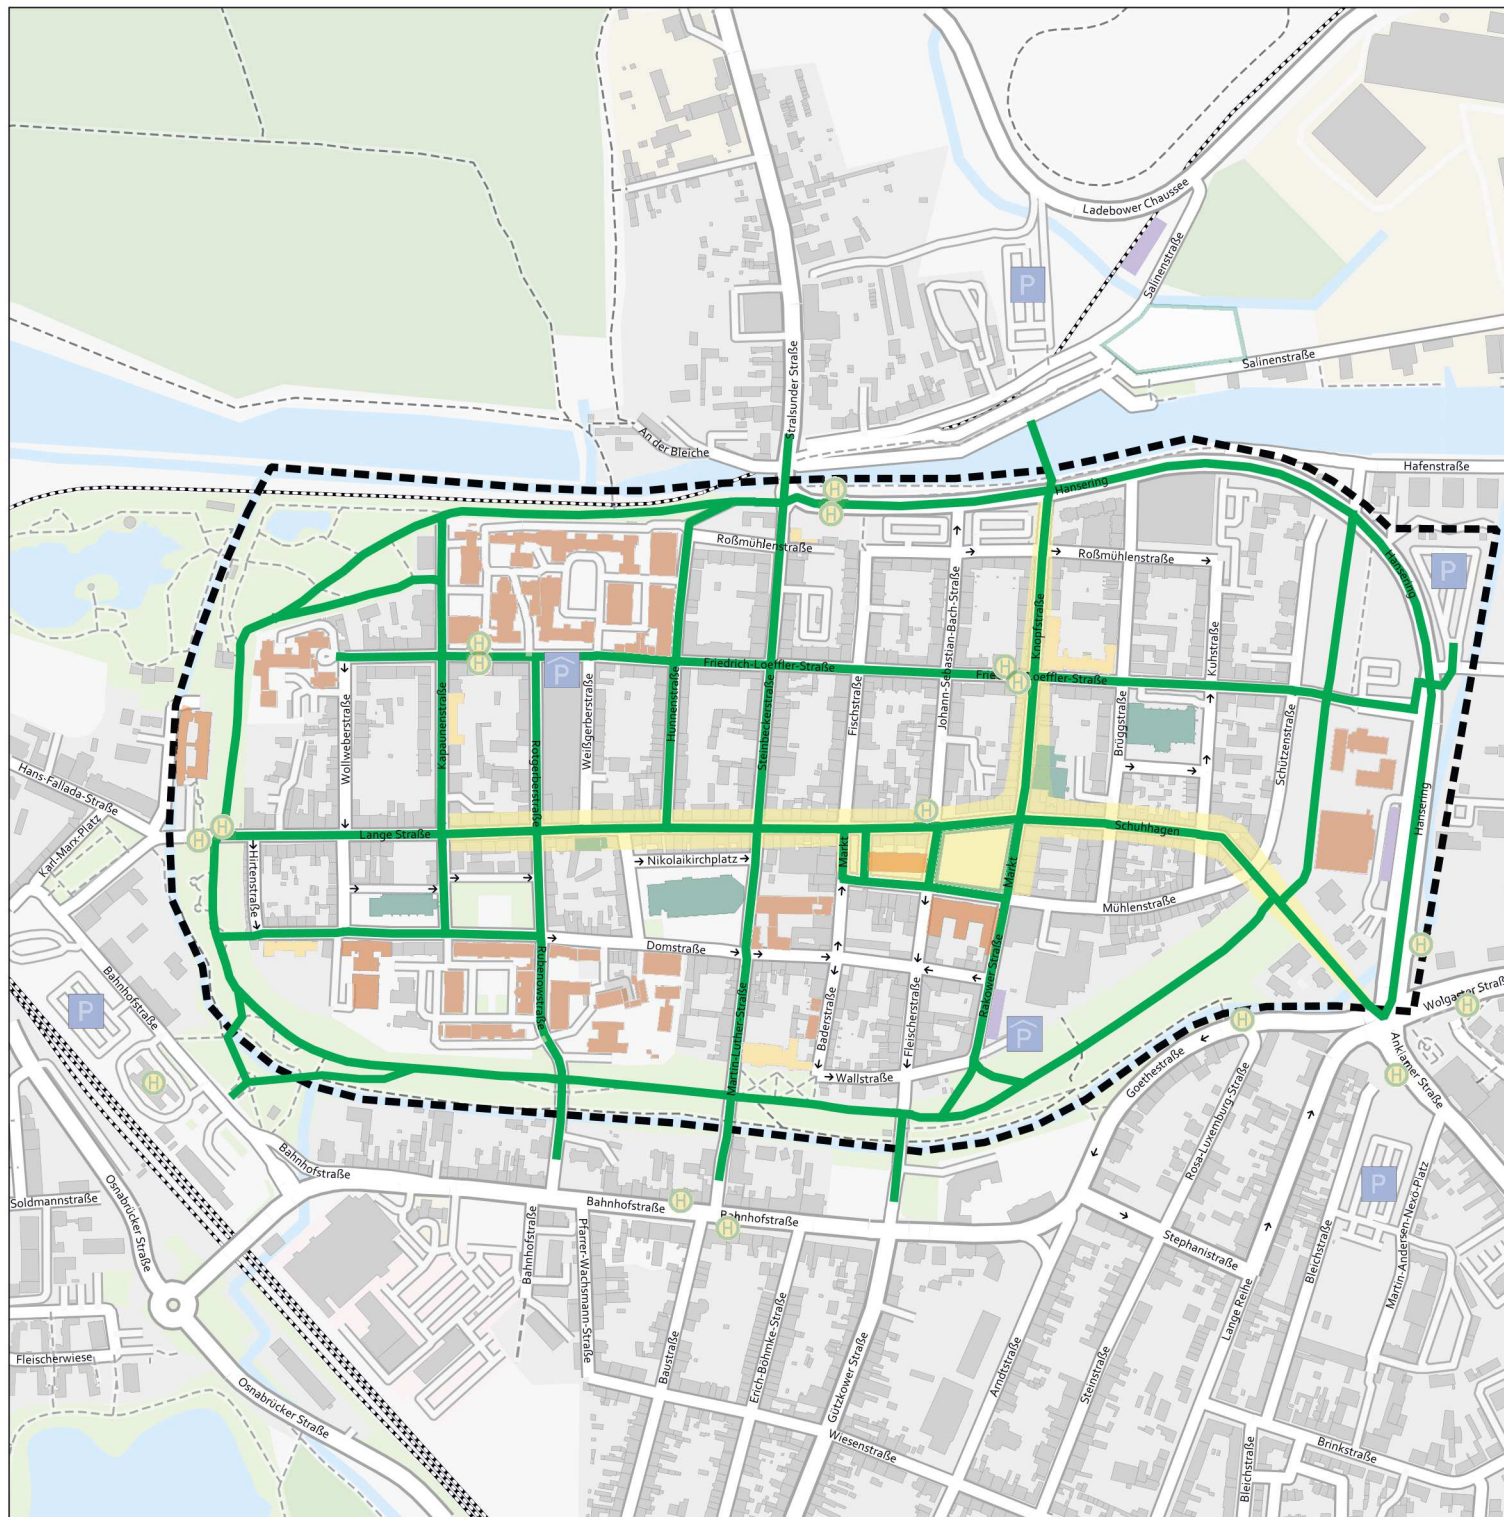 Ladebower Chaussee
Salinenstraße
P
Salinenstraße
Stralsunder Straße
An der Bleiche
Hafenstraße
H
H
Hansering
Roßmühlenstraße
Roßmühlenstraße
Hansering
P
Johann-Sebastian-Bach-Straße
Knopfstraße
Kuhstraße
H
H
P
Friedrich-Loeffler-Straße
H
H
Loeffler-Straße
Wollweberstraße
Kapaunenstraße
Rotgerberstraße
Weißgerberstraße
Hunnenstraße
Steinbeckerstraße
Fischstraße
Brüggstraße
Schützenstraße
Hansering
Hans-Fallada-Straße
Karl-Marx-Platz
H
H
Lange Straße
H
Schuhhagen
Hirtenstraße
Nikolaikirchplatz
Markt
Markt
Mühlenstraße
Domstraße
H
Bahnhofstraße
Rubenowstraße
Martin-Luther-Straße
Baderstraße
Fleischerstraße
Rakower Straße
Wolgaster Straße
H
P
H
P
H
Wallstraße
Goethestraße
H
Anklamer Straße
Rosa-Luxemburg-Straße
Bahnhofstraße
Soldmannstraße
Osnabrücker Straße
Bahnhofstraße
H
H
Bahnhofstraße
P
Bahnhofstraße
Pfarrer-Wachsmann-Straße
Stephanistraße
Bleichstraße
Martin-Andersen-Nexö-Platz
Lange Reihe
Fleischerwiese
Osnabrücker Straße
Baustraße
Erich-Böhmke-Straße
Gützkower Straße
Arndtstraße
Steinstraße
Wiesenstraße
Brinkstraße
Bleichstraße